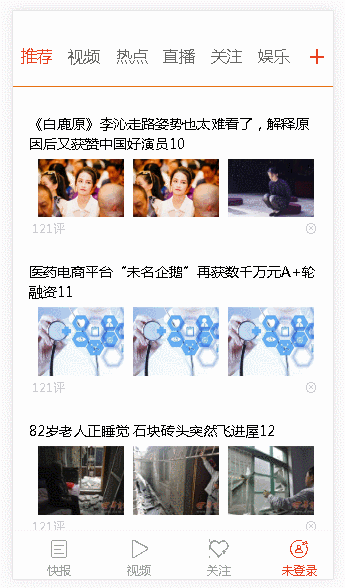 推荐 视频 热点 直播 关注 娱乐 +
《白鹿原》李沁走路姿势也太难看了，解释原
因后又获赞中国好演员10
121评
医药电商平台“未名企鹅”再获数千万元A+轮
融资11
121评
82岁老人正睡觉 石块砖头突然飞进屋12
121评
快报 视频 关注 未登录